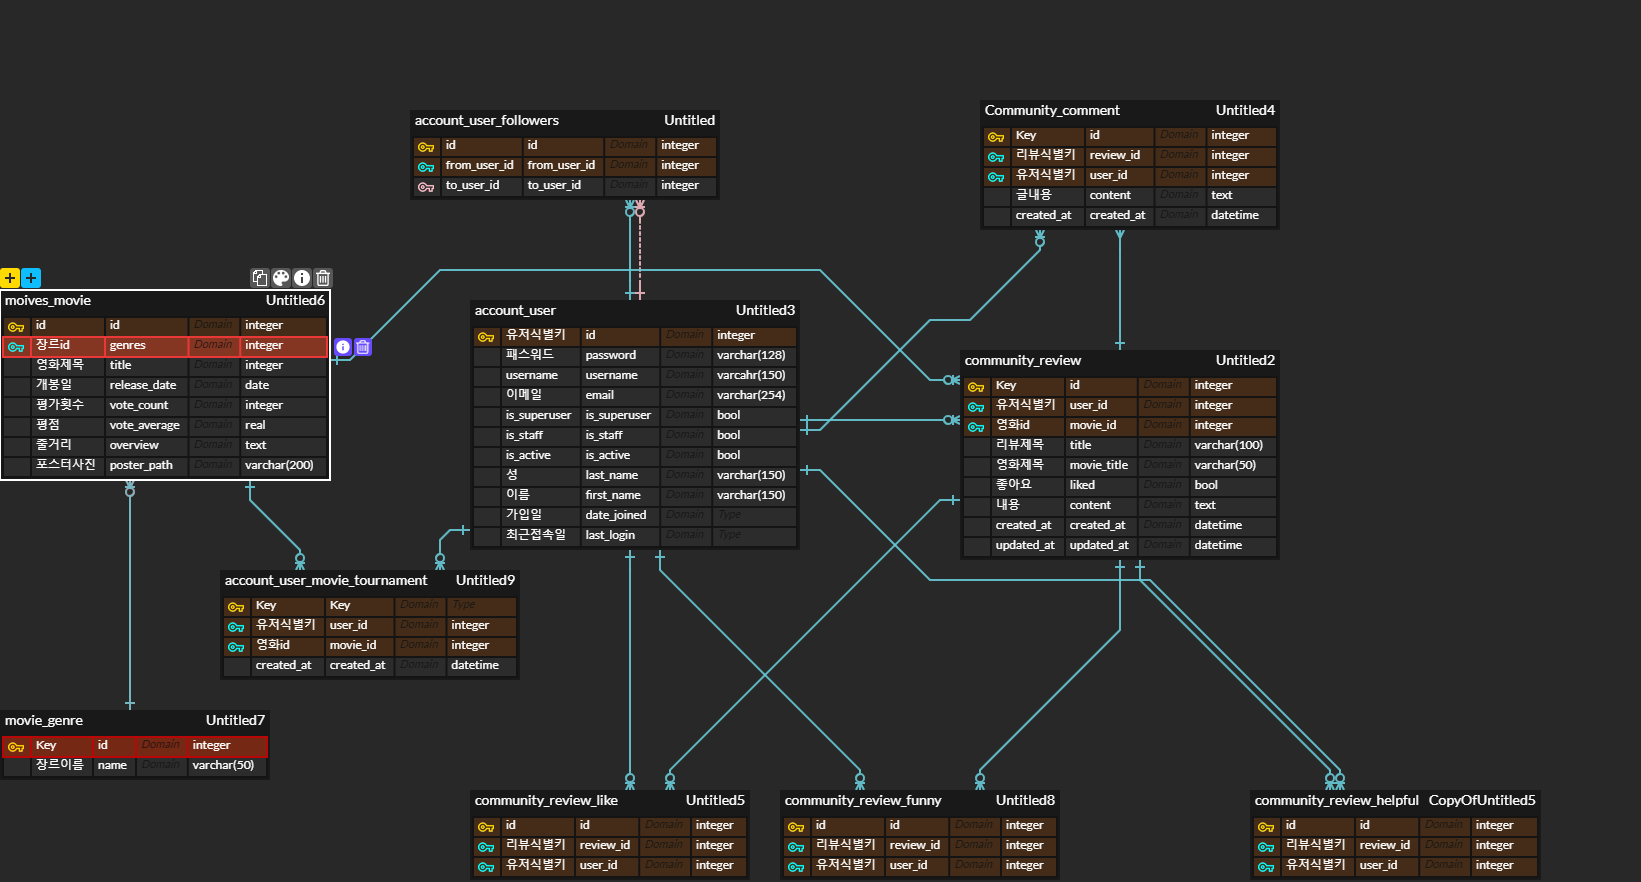 account_user_followers Untitled
id id Domain integer
from_user_id from_user_id Domain integer
to_user_id to_user_id Domain integer
Community_comment Untitled4
Key id Domain integer
리뷰식별키 review_id Domain integer
유저식별키 user_id Domain integer
글내용 content Domain text
created_at created_at Domain datetime
moives_movie Untitled6
id id Domain integer
장르id genres Domain integer
영화제목 title Domain integer
개봉일 release_date Domain date
평가횟수 vote_count Domain integer
평점 vote_average Domain real
줄거리 overview Domain text
포스터사진 poster_path Domain varchar(200)
account_user Untitled3
유저식별키 id Domain integer
패스워드 password Domain varchar(128)
username username Domain varcahr(150)
이메일 email Domain varchar(254)
is_superuser is_superuser Domain bool
is_staff is_staff Domain bool
is_active is_active Domain bool
성 last_name Domain varchar(150)
이름 first_name Domain varchar(150)
가입일 date_joined Domain Type
최근접속일 last_login Domain Type
community_review Untitled2
Key id Domain integer
유저식별키 user_id Domain integer
영화id movie_id Domain integer
리뷰제목 title Domain varchar(100)
영화제목 movie_title Domain varchar(50)
좋아요 liked Domain bool
내용 content Domain text
created_at created_at Domain datetime
updated_at updated_at Domain datetime
account_user_movie_tournament Untitled9
Key Key Domain Type
유저식별키 user_id Domain integer
영화id movie_id Domain integer
created_at created_at Domain datetime
movie_genre Untitled7
Key id Domain integer
장르이름 name Domain varchar(50)
community_review_like Untitled5
id id Domain integer
리뷰식별키 review_id Domain integer
유저식별키 user_id Domain integer
community_review_funny Untitled8
id id Domain integer
리뷰식별키 review_id Domain integer
유저식별키 user_id Domain integer
community_review_helpful CopyOfUntitled5
id id Domain integer
리뷰식별키 review_id Domain integer
유저식별키 user_id Domain integer